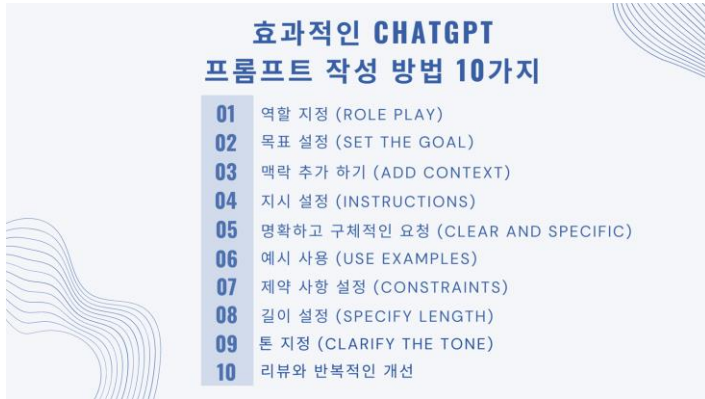 효과적인 CHATGPT
프롬프트 작성 방법 10가지
01 역할 지정 (ROLE PLAY)
02 목표 설정 (SET THE GOAL)
03 맥락 추가 하기 (ADD CONTEXT)
04 지시 설정 (INSTRUCTIONS)
05 명확하고 구체적인 요청 (CLEAR AND SPECIFIC)
06 예시 사용 (USE EXAMPLES)
07 제약 사항 설정 (CONSTRAINTS)
08 길이 설정 (SPECIFY LENGTH)
09 톤 지정 (CLARIFY THE TONE)
10 리뷰와 반복적인 개선